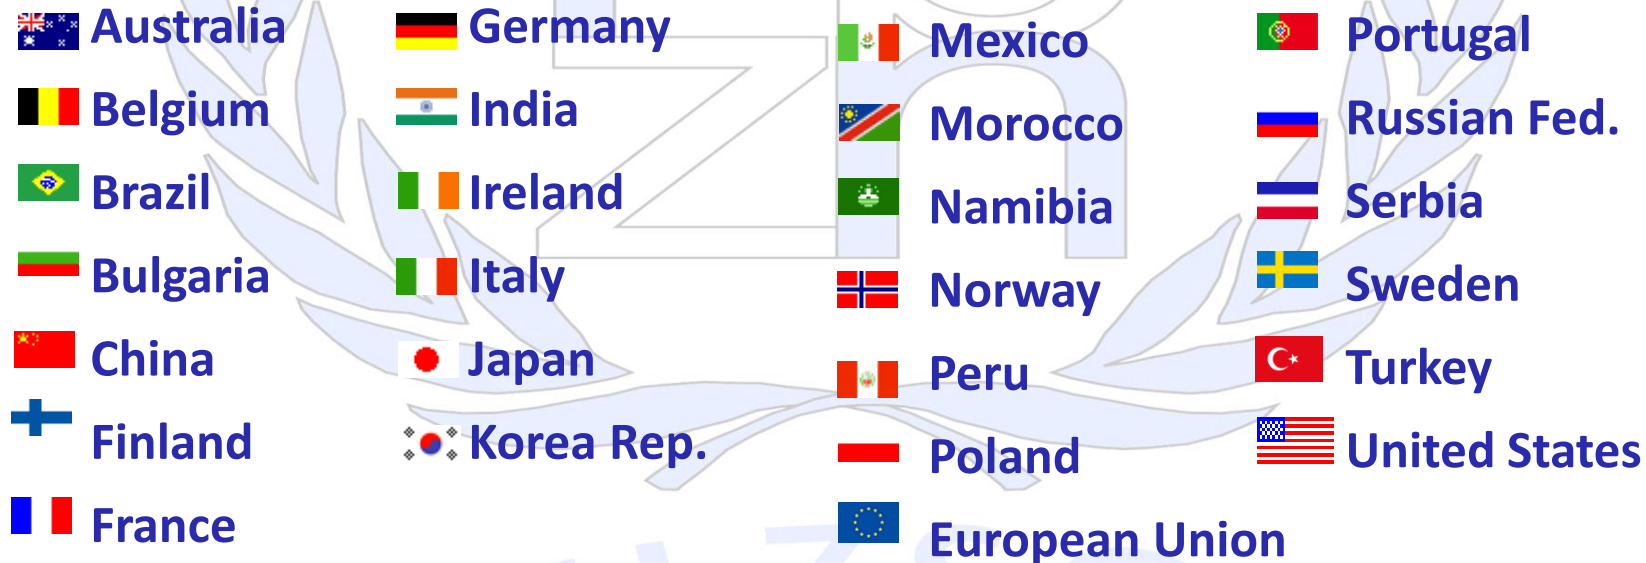 Australia
Belgium
Brazil
Bulgaria
China
Finland
France
Germany
India
Ireland
Italy
Japan
Korea Rep.
Mexico
Morocco
Namibia
Norway
Peru
Poland
European Union
Portugal
Russian Fed.
Serbia
Sweden
Turkey
United States